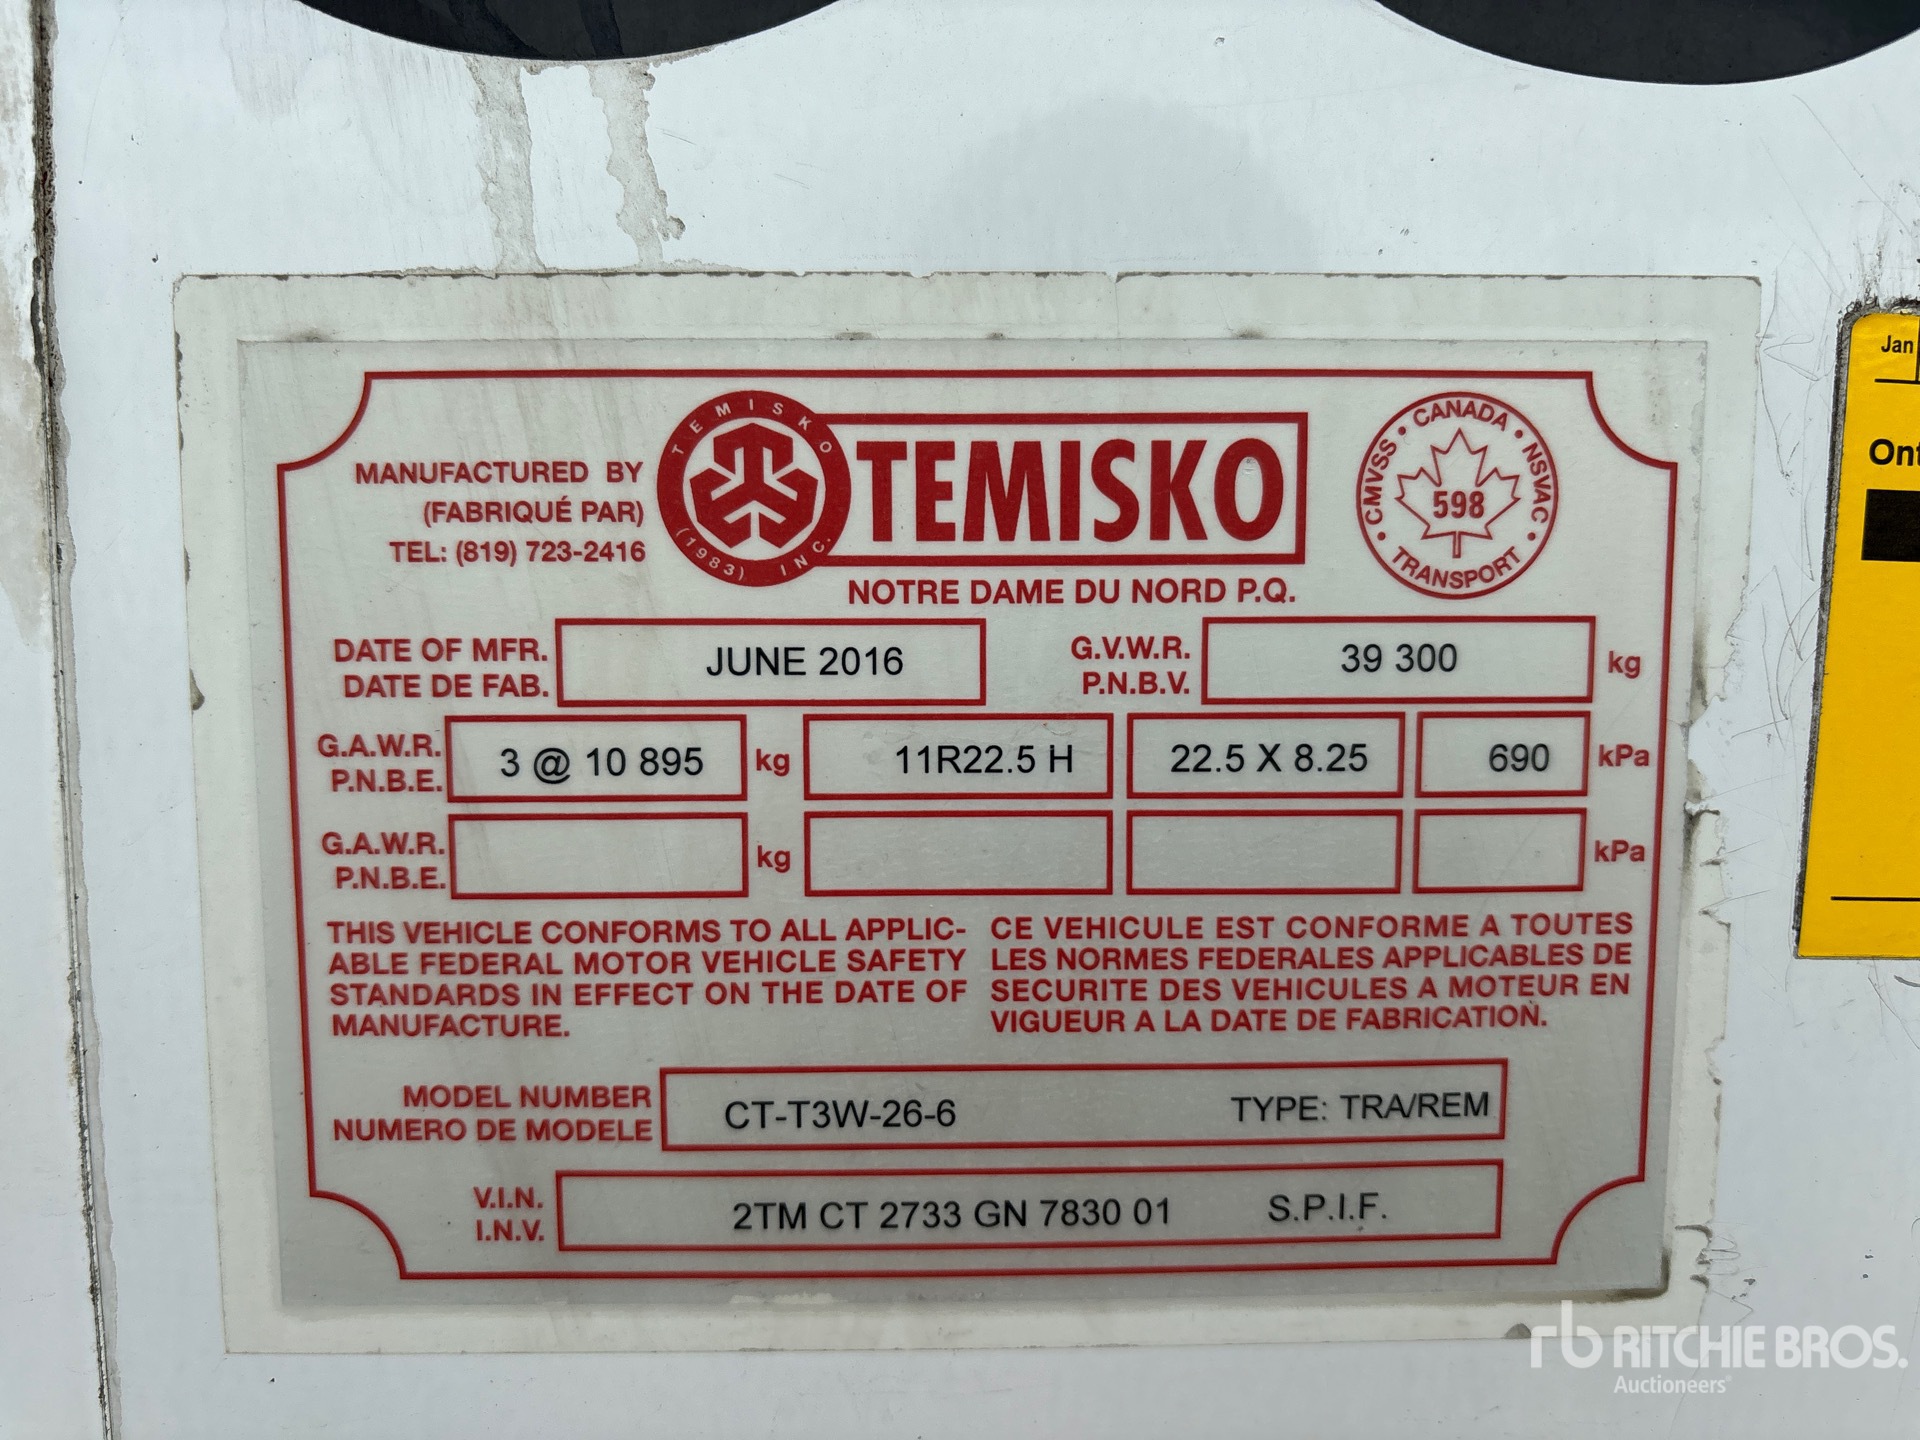 MANUFACTURED BY
(FABRIQUÉ PAR)
TEL: (819) 723-2416
TEMISKO
(1983) INC.
TEMISKO
NOTRE DAME DU NORD P.Q.
CMVSS • CANADA • NSVAC • TRANSPORT •
598
DATE OF MFR.
DATE DE FAB.
JUNE 2016
G.V.W.R.
P.N.B.V.
39 300
kg
G.A.W.R.
P.N.B.E.
3 @ 10 895
kg
11R22.5 H
22.5 X 8.25
690
kPa
G.A.W.R.
P.N.B.E.
kg
kPa
THIS VEHICLE CONFORMS TO ALL APPLIC-
ABLE FEDERAL MOTOR VEHICLE SAFETY
STANDARDS IN EFFECT ON THE DATE OF
MANUFACTURE.
CE VEHICULE EST CONFORME A TOUTES
LES NORMES FEDERALES APPLICABLES DE
SECURITE DES VEHICULES A MOTEUR EN
VIGUEUR A LA DATE DE FABRICATION.
MODEL NUMBER
NUMERO DE MODELE
CT-T3W-26-6 TYPE: TRA/REM
V.I.N.
I.N.V.
2TM CT 2733 GN 7830 01 S.P.I.F.
Jan
Ont
rb RITCHIE BROS.
Auctioneers